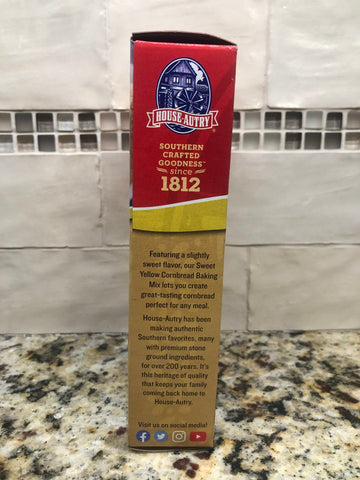 HOUSE-AUTRY
SOUTHERN
CRAFTED
GOODNESS™
since
1812
Featuring a slightly
sweet flavor, our Sweet
Yellow Cornbread Baking
Mix lets you create
great-tasting cornbread
perfect for any meal.
House-Autry has been
making authentic
Southern favorites, many
with premium stone
ground ingredients,
for over 200 years. It's
this heritage of quality
that keeps your family
coming back home to
House-Autry.
Visit us on social media!